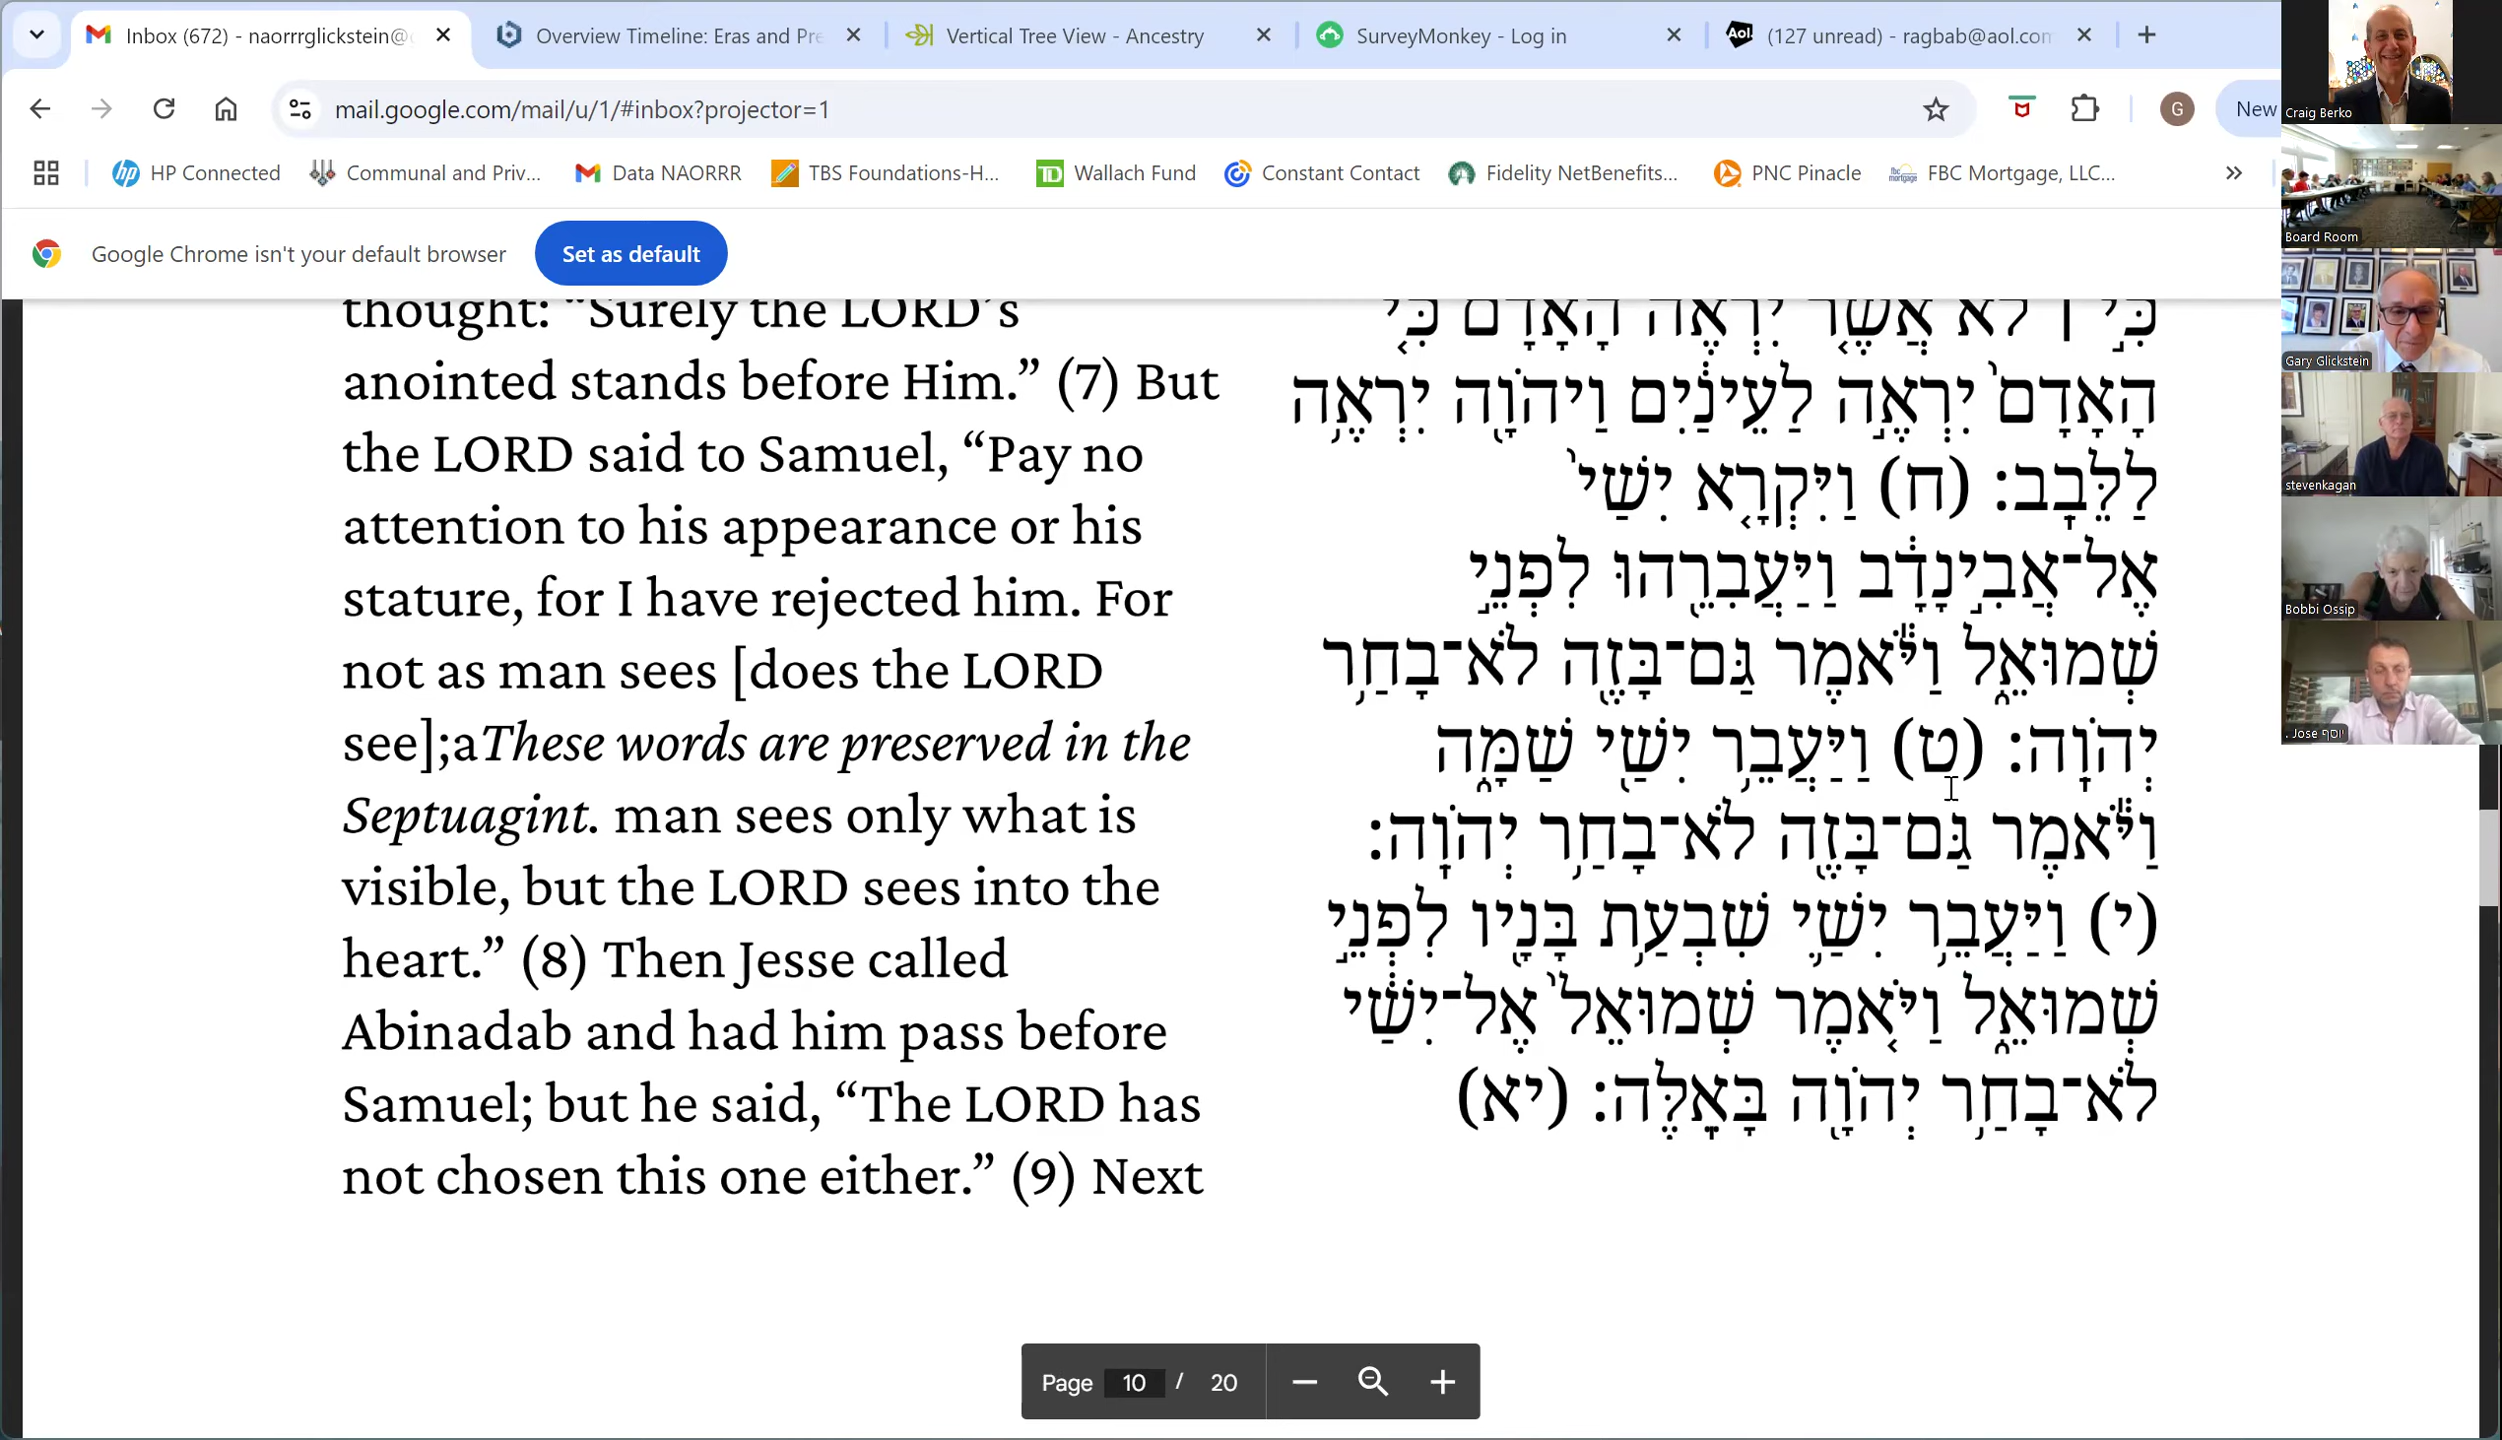 Inbox (672) - naorrrglickstein@
Overview Timeline: Eras and Pre
Vertical Tree View - Ancestry
SurveyMonkey - Log in
(127 unread) - ragbab@aol.com
mail.google.com/mail/u/1/#inbox?projector=1
G
New
HP Connected
Communal and Priv...
Data NAORRR
TBS Foundations-H...
Wallach Fund
Constant Contact
Fidelity NetBenefits...
PNC Pinacle
FBC Mortgage, LLC...
Google Chrome isn't your default browser
Set as default
thought: “Surely the LORD’s
anointed stands before Him.” (7) But
the LORD said to Samuel, “Pay no
attention to his appearance or his
stature, for I have rejected him. For
not as man sees [does the LORD
see];aThese words are preserved in the
Septuagint. man sees only what is
visible, but the LORD sees into the
heart.” (8) Then Jesse called
Abinadab and had him pass before
Samuel; but he said, “The LORD has
not chosen this one either.” (9) Next
כִּ֣י ׀ לֹ֗א אֲשֶׁ֤ר יִרְאֶה֙ הָאָדָ֔ם כִּ֤י
הָאָדָם֙ יִרְאֶ֣ה לַעֵינַ֔יִם וַיהֹוָ֖ה יִרְאֶ֥ה
לַלֵּבָֽב׃ (ח) וַיִּקְרָ֤א יִשַׁי֙
אֶל־אֲבִ֣ינָדָ֔ב וַיַּעֲבִרֵ֖הוּ לִפְנֵ֣י
שְׁמוּאֵ֑ל וַיֹּ֕אמֶר גַּם־בָּזֶ֖ה לֹא־בָחַ֥ר
יְהֹוָֽה׃ (ט) וַיַּעֲבֵ֥ר יִשַׁ֖י שַׁמָּ֑ה
וַיֹּ֕אמֶר גַּם־בָּזֶ֖ה לֹא־בָחַ֥ר יְהֹוָֽה׃
(י) וַיַּעֲבֵ֥ר יִשַׁ֛י שִׁבְעַ֥ת בָּנָ֖יו לִפְנֵ֣י
שְׁמוּאֵ֑ל וַיֹּ֤אמֶר שְׁמוּאֵל֙ אֶל־יִשַׁ֔י
לֹא־בָחַ֥ר יְהֹוָ֖ה בָּאֵֽלֶּה׃ (יא)
Page 10 / 20
Craig Berko
Board Room
Gary Glickstein
stevenkagan
Bobbi Ossip
. Jose יוסף